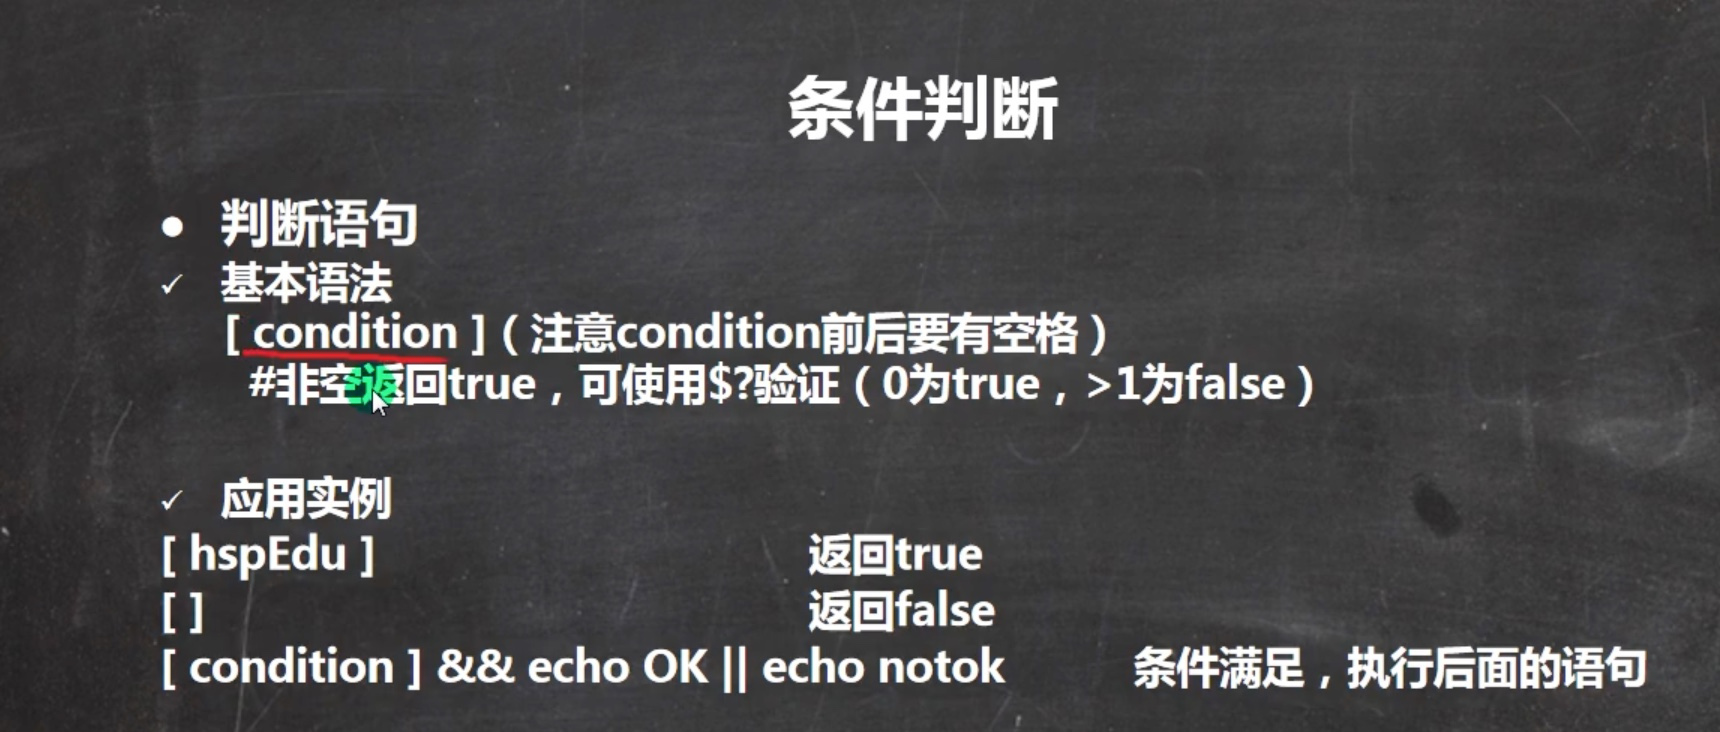 条件判断
● 判断语句
✓ 基本语法
[ condition ]（注意condition前后要有空格）
#非空返回true，可使用$?验证（0为true，>1为false）
✓ 应用实例
[ hspEdu ] 返回true
[ ] 返回false
[ condition ] && echo OK || echo notok 条件满足，执行后面的语句